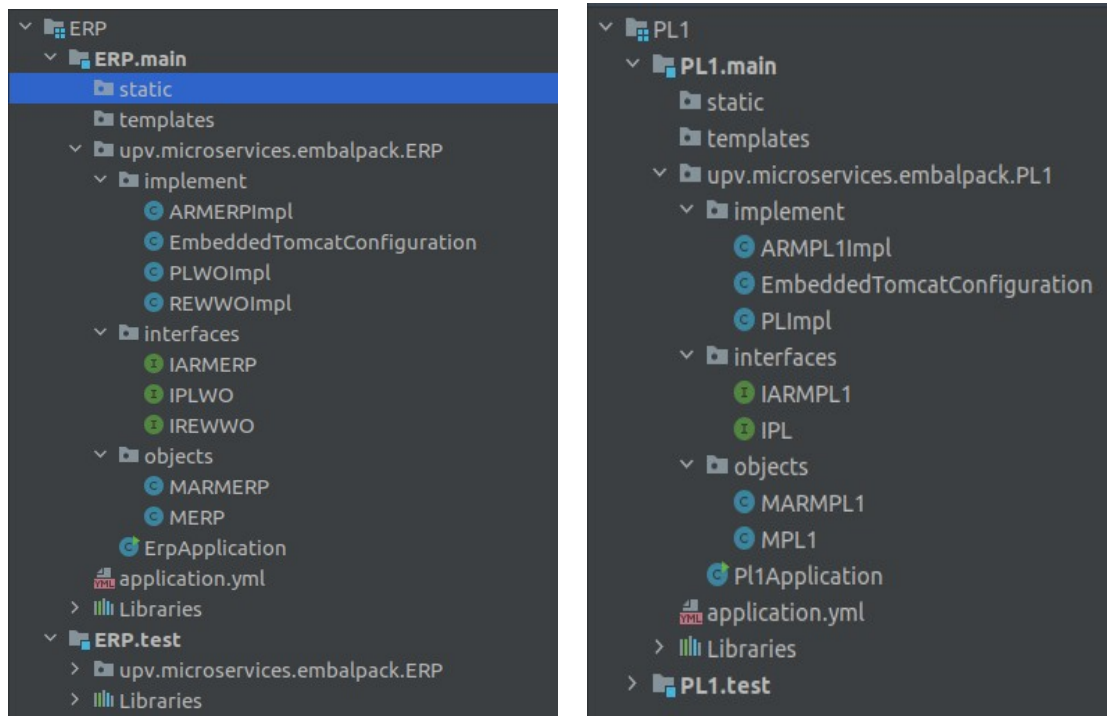 ERP
ERP.main
static
templates
upv.microservices.embalpack.ERP
implement
ARMERPImpl
EmbeddedTomcatConfiguration
PLWOImpl
REWWOImpl
interfaces
IARMERP
IPLWO
IREWWO
objects
MARMERP
MERP
ErpApplication
application.yml
Libraries
ERP.test
upv.microservices.embalpack.ERP
Libraries
PL1
PL1.main
static
templates
upv.microservices.embalpack.PL1
implement
ARMPL1Impl
EmbeddedTomcatConfiguration
PLImpl
interfaces
IARMPL1
IPL
objects
MARMPL1
MPL1
Pl1Application
application.yml
Libraries
PL1.test